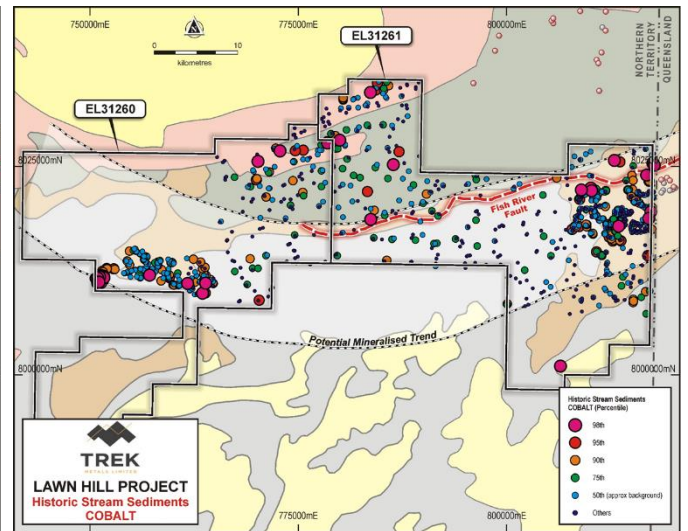 750000mE
775000mE
800000mE
0
10
kilometres
EL31261
EL31260
NORTHERN
TERRITORY
QUEENSLAND
8025000mN
8025000mN
Fish River
Fault
Potential Mineralised Trend
8000000mN
8000000mN
TREK
METALS LIMITED
LAWN HILL PROJECT
Historic Stream Sediments
COBALT
Historic Stream Sediments
COBALT (Percentile)
98th
95th
90th
75th
50th (approx background)
Others
775000mE
800000mE